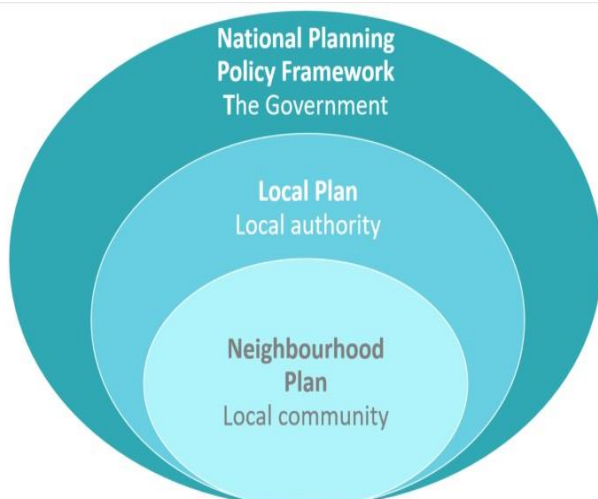 National Planning
Policy Framework
The Government
Local Plan
Local authority
Neighbourhood
Plan
Local community